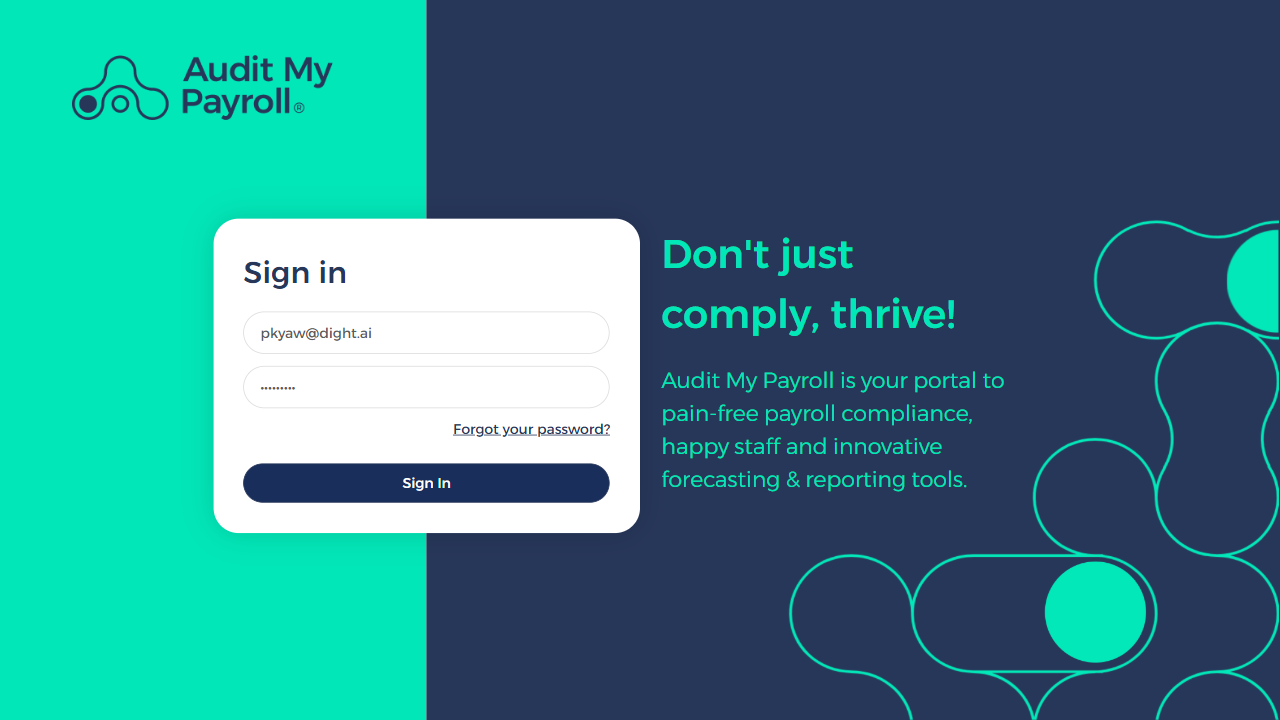 Audit My
Payroll®
Sign in
pkyaw@dight.ai
•••••••••
Forgot your password?
Sign In
Don't just
comply, thrive!
Audit My Payroll is your portal to
pain-free payroll compliance,
happy staff and innovative
forecasting & reporting tools.